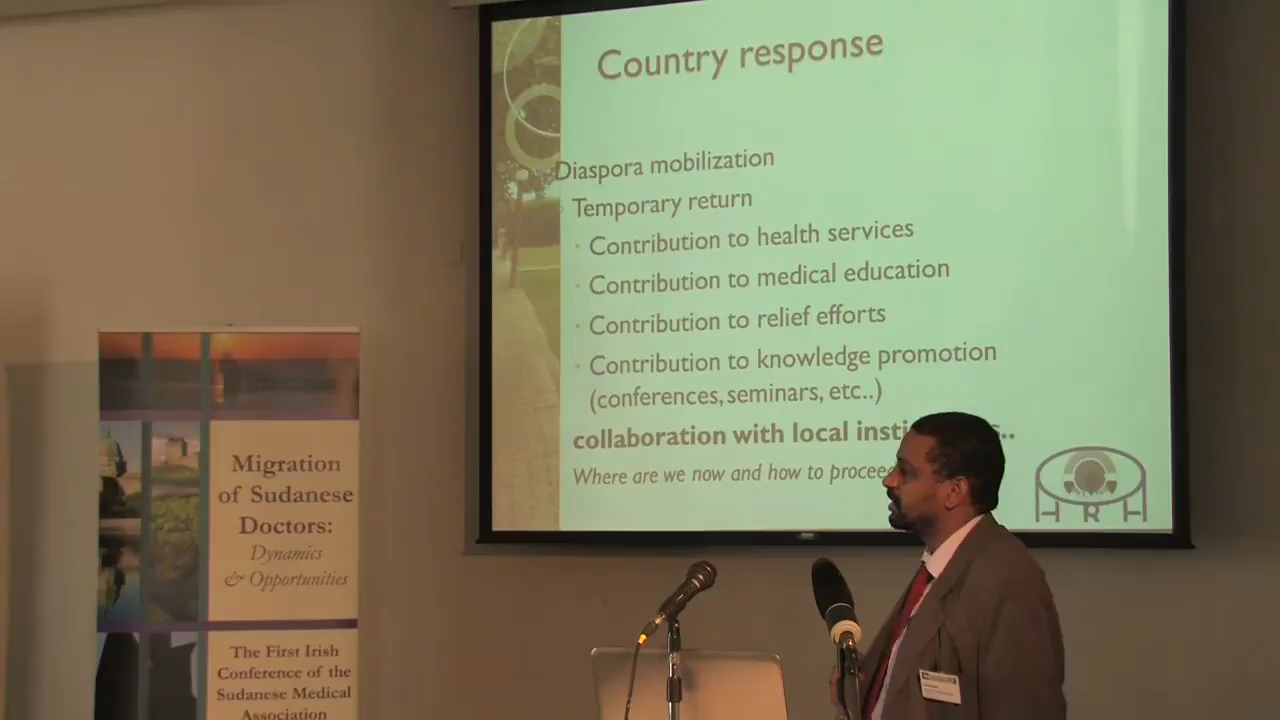 Country response
Diaspora mobilization
Temporary return
Contribution to health services
Contribution to medical education
Contribution to relief efforts
Contribution to knowledge promotion
(conferences, seminars, etc..)
collaboration with local
Where are we now and how to proceed
HRH
Migration
of Sudanese
Doctors:
Dynamics
& Opportunities
The First Irish
Conference of the
Sudanese Medical
Association